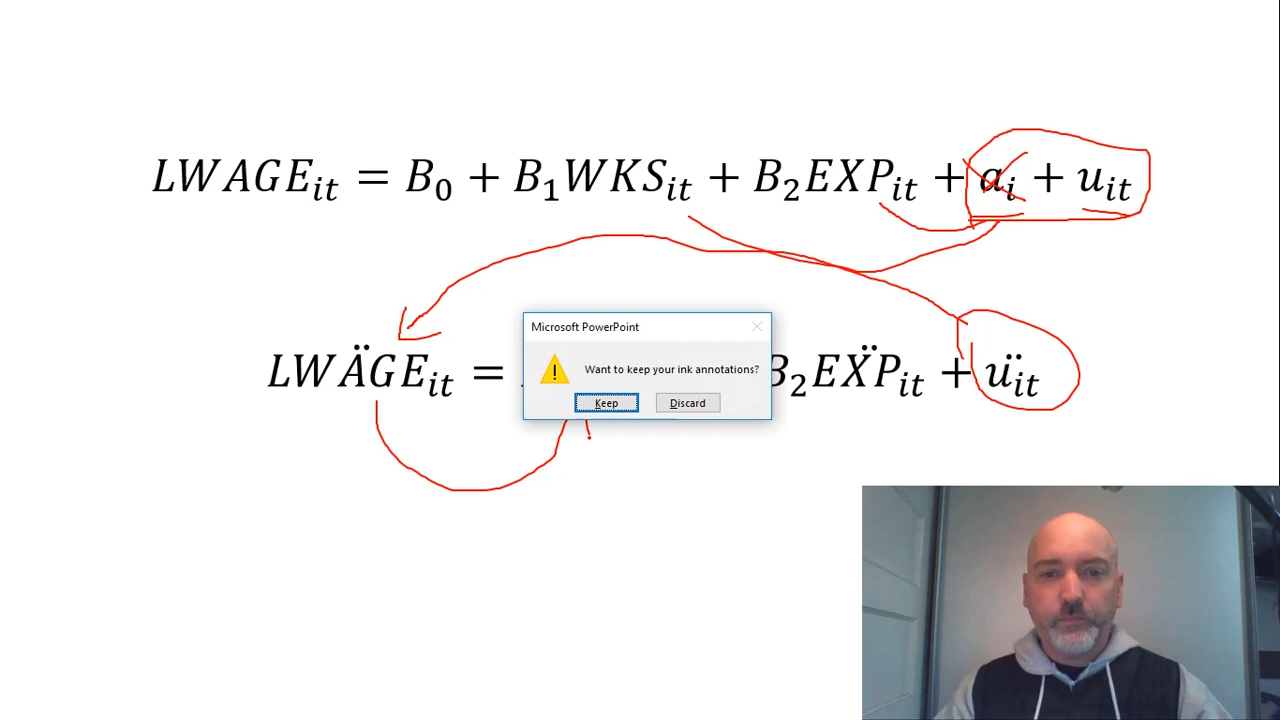 LWAGE_it = B_0 + B_1WKS_it + B_2EXP_it + a_i + u_it
Microsoft PowerPoint
Want to keep your ink annotations?
LWÄGE_it = B_2EẌP_it + ü_it
Keep Discard